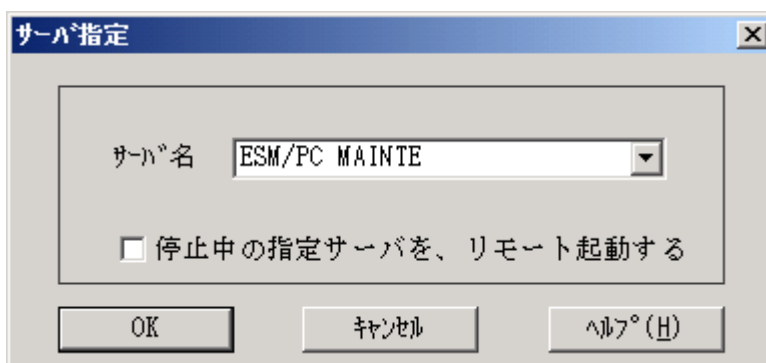 サーバ指定
ｻｰﾊﾞ名 ESM/PC MAINTE
停止中の指定サーバを、リモート起動する
OK ｷｬﾝｾﾙ ﾍﾙﾌﾟ(H)